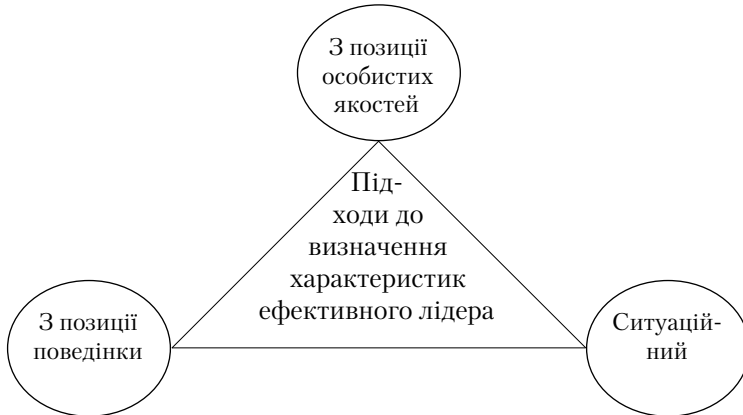 З позиції
особистих
якостей
Під-
ходи до
визначення
характеристик
ефективного лідера
З позиції
поведінки
Ситуацій-
ний